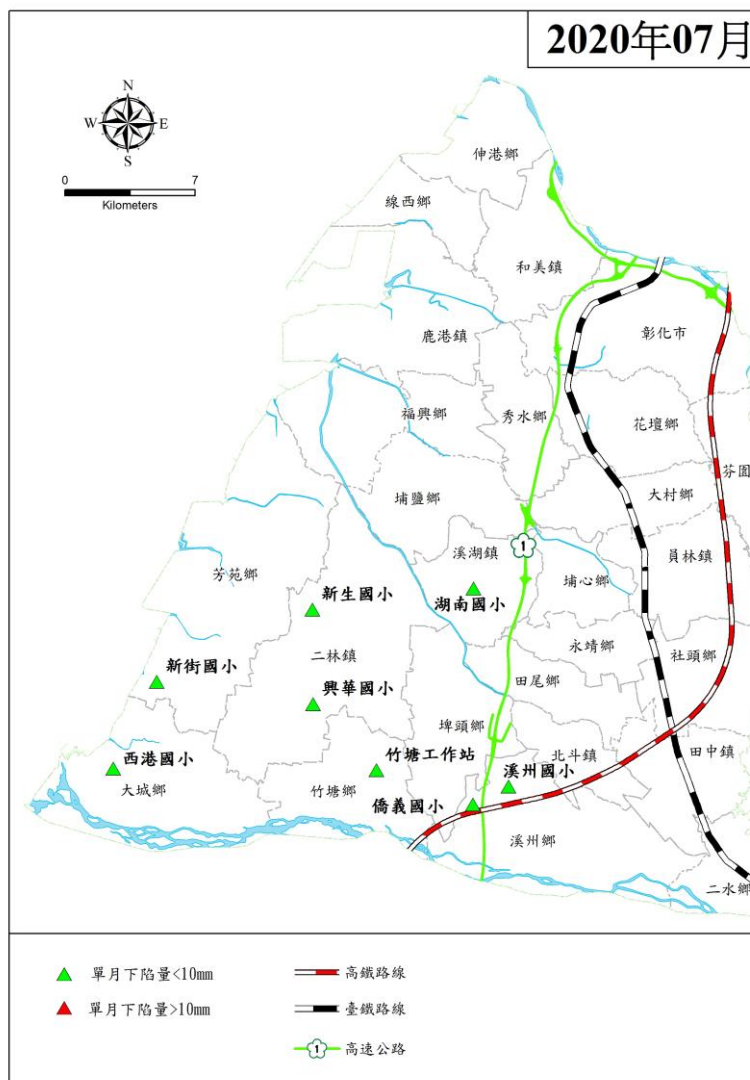 2020年07月
N
W E
S
0 7
Kilometers
伸港鄉
線西鄉
和美鎮
鹿港鎮
彰化市
福興鄉
秀水鄉
花壇鄉
芬園
埔鹽鄉
大村鄉
溪湖鎮
1
員林鎮
芳苑鄉
埔心鄉
新生國小
湖南國小
二林鎮
永靖鄉
社頭鄉
新街國小
田尾鄉
興華國小
埤頭鄉
北斗鎮
田中鎮
西港國小
竹塘工作站
溪州國小
大城鄉
竹塘鄉
僑義國小
溪州鄉
二水鄉
單月下陷量<10mm
高鐵路線
單月下陷量>10mm
臺鐵路線
1
高速公路